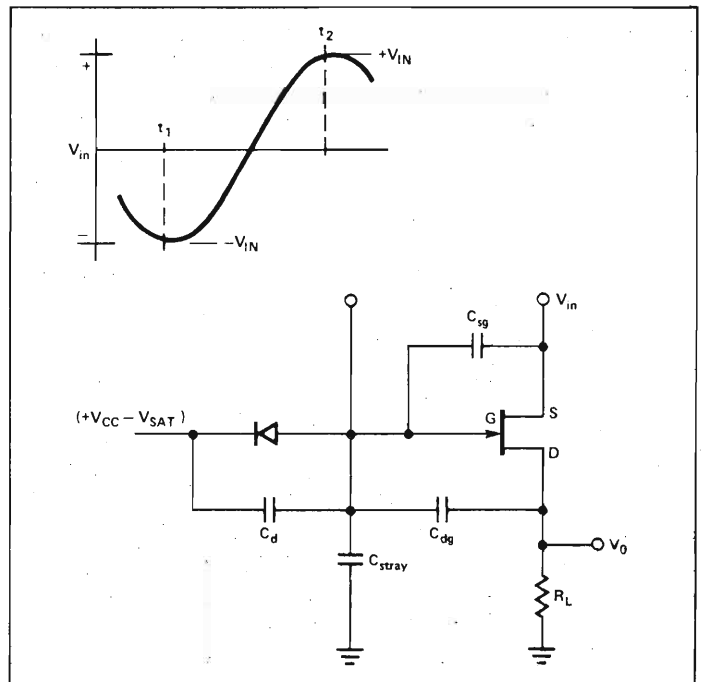 t2
+ +VIN
t1
Vin
− −VIN
Vin
Csg
(+VCC − VSAT)
G S
D
Cd Cdg
V0
Cstray
RL